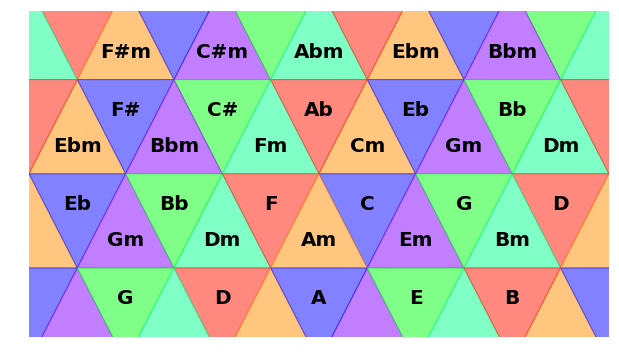 F#m C#m Abm Ebm Bbm
F# C# Ab Eb Bb
Ebm Bbm Fm Cm Gm Dm
Eb Bb F C G D
Gm Dm Am Em Bm
G D A E B